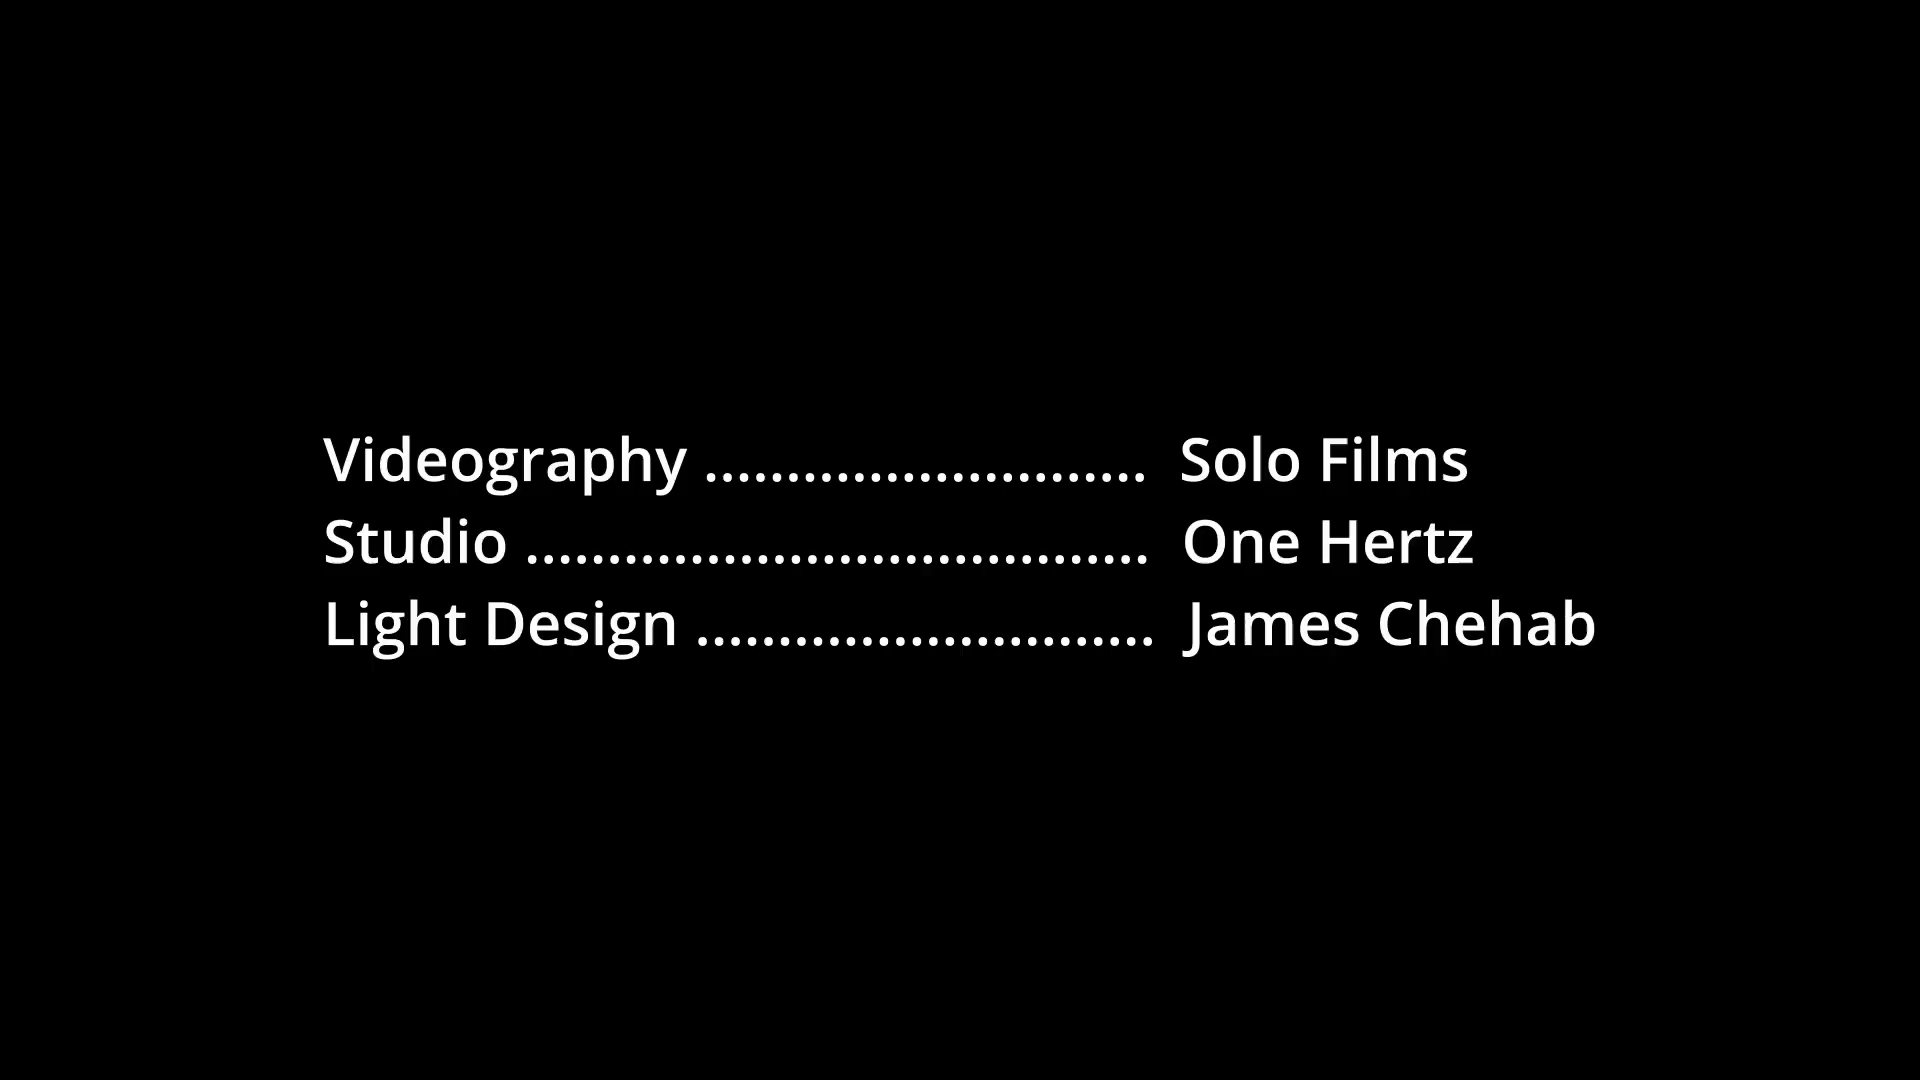 Videography ........................... Solo Films
Studio ...................................... One Hertz
Light Design ............................ James Chehab